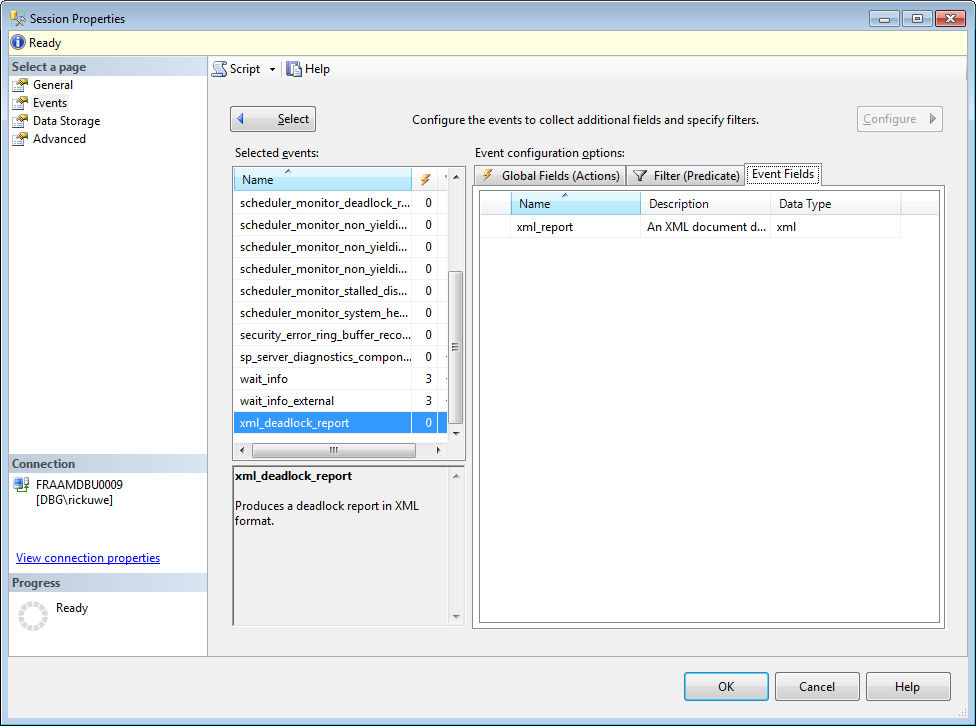 Session Properties
Ready
Select a page
General
Events
Data Storage
Advanced
Connection
FRAAMDBU0009
[DBG\rickuwe]
View connection properties
Progress
Ready
Script
Help
Select
Configure the events to collect additional fields and specify filters.
Configure
Selected events:
Name
scheduler_monitor_deadlock_r... 0
scheduler_monitor_non_yieldi... 0
scheduler_monitor_non_yieldi... 0
scheduler_monitor_non_yieldi... 0
scheduler_monitor_stalled_dis... 0
scheduler_monitor_system_he... 0
security_error_ring_buffer_reco... 0
sp_server_diagnostics_compon... 0
wait_info 3
wait_info_external 3
xml_deadlock_report 0
xml_deadlock_report
Produces a deadlock report in XML
format.
Event configuration options:
Global Fields (Actions) Filter (Predicate) Event Fields
Name Description Data Type
xml_report An XML document d... xml
OK Cancel Help